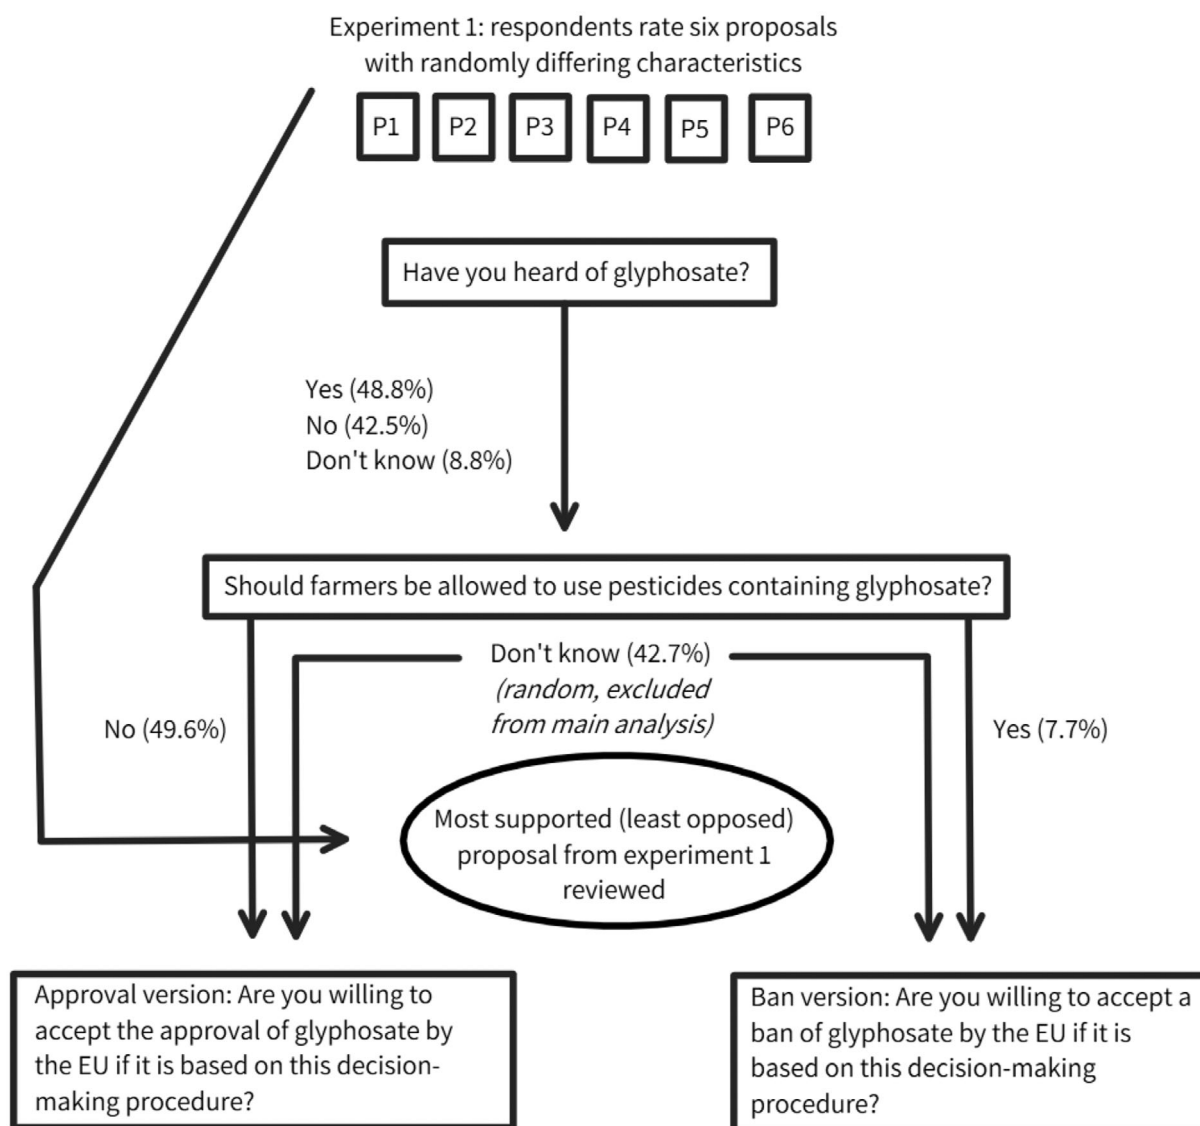 Experiment 1: respondents rate six proposals
with randomly differing characteristics
P1 P2 P3 P4 P5 P6
Have you heard of glyphosate?
Yes (48.8%)
No (42.5%)
Don't know (8.8%)
Should farmers be allowed to use pesticides containing glyphosate?
Don't know (42.7%)
(random, excluded
from main analysis)
No (49.6%)
Yes (7.7%)
Most supported (least opposed)
proposal from experiment 1
reviewed
Approval version: Are you willing to
accept the approval of glyphosate by
the EU if it is based on this decision-
making procedure?
Ban version: Are you willing to accept a
ban of glyphosate by the EU if it is
based on this decision-making
procedure?